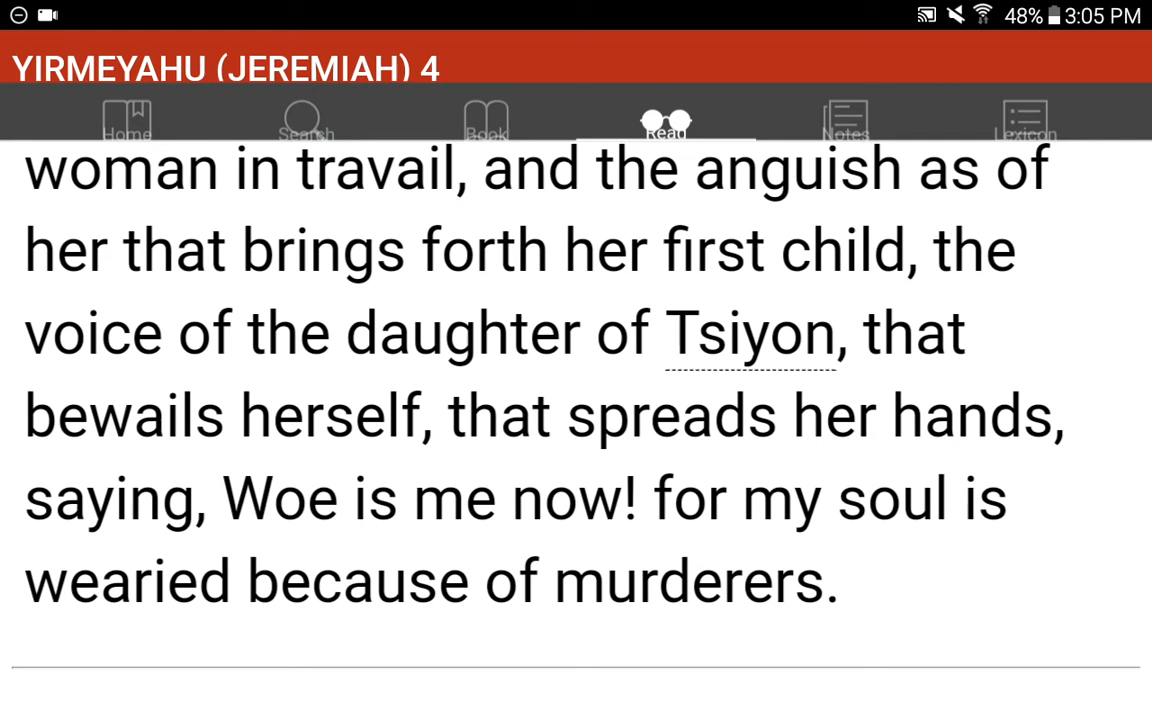 48% 3:05 PM
YIRMEYAHU (JEREMIAH) 4
Home Search Book Read Notes Lexicon
woman in travail, and the anguish as of
her that brings forth her first child, the
voice of the daughter of Tsiyon, that
bewails herself, that spreads her hands,
saying, Woe is me now! for my soul is
wearied because of murderers.